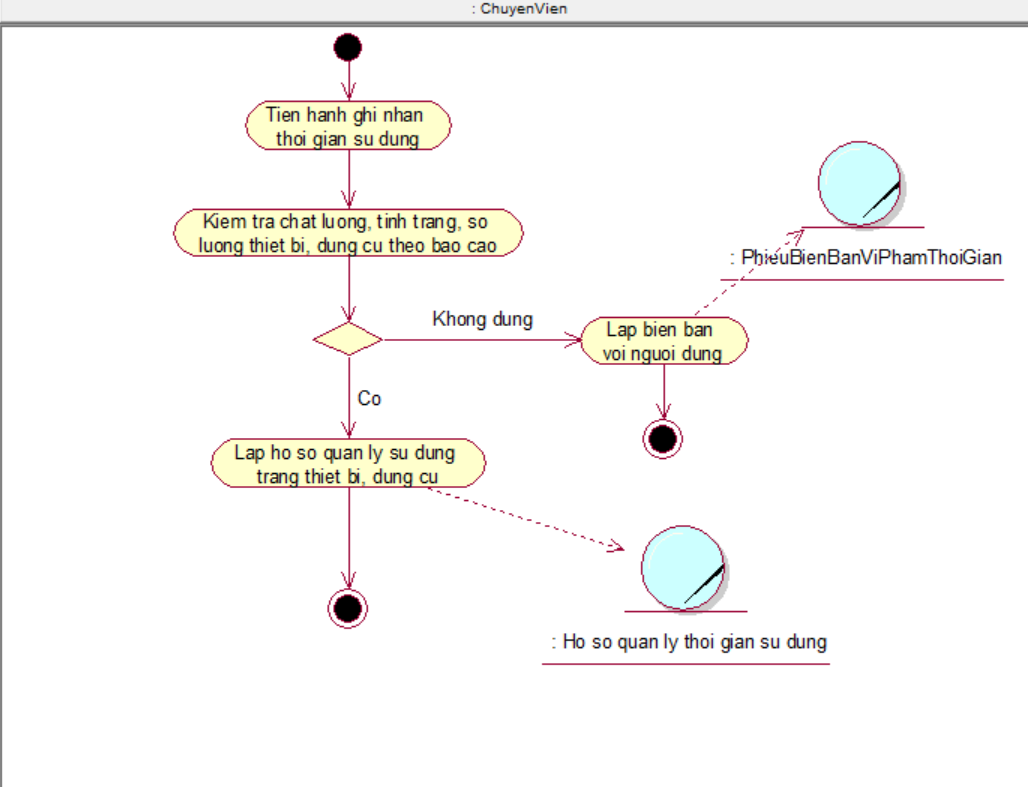 : ChuyenVien
Tien hanh ghi nhan
thoi gian su dung
Kiem tra chat luong, tinh trang, so
luong thiet bi, dung cu theo bao cao
: PhieuBienBanViPhamThoiGian
Khong dung
Lap bien ban
voi nguoi dung
Co
Lap ho so quan ly su dung
trang thiet bi, dung cu
: Ho so quan ly thoi gian su dung